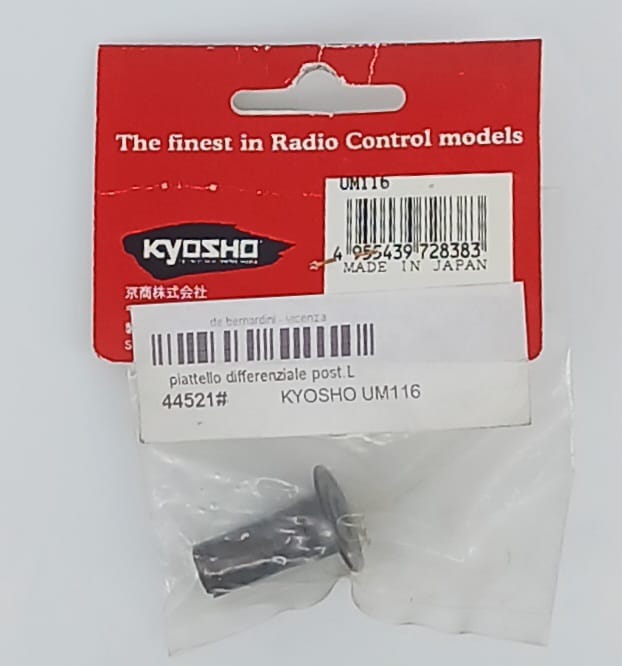 The finest in Radio Control models
UM116
4 955439 728383
MADE IN JAPAN
KYOSHO
京商株式会社
de bernardini - vicenza
piattello differenziale post.L
44521# KYOSHO UM116